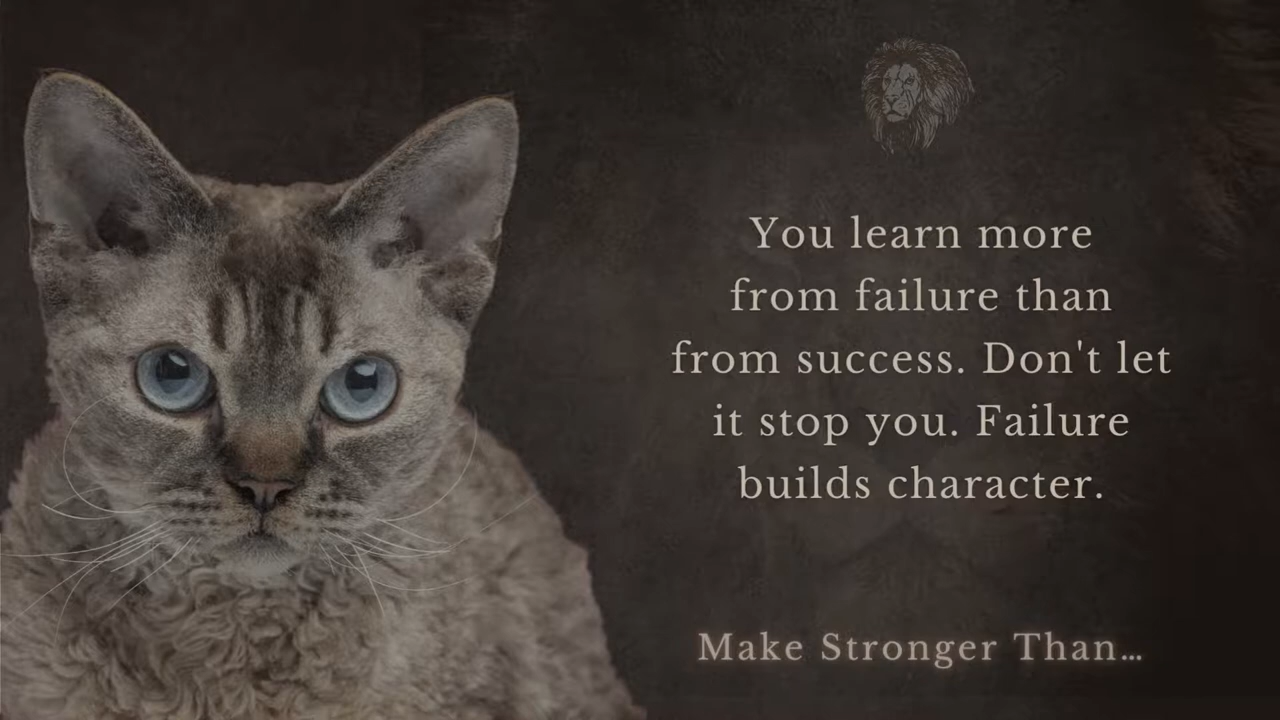 You learn more
from failure than
from success. Don't let
it stop you. Failure
builds character.
Make Stronger Than…